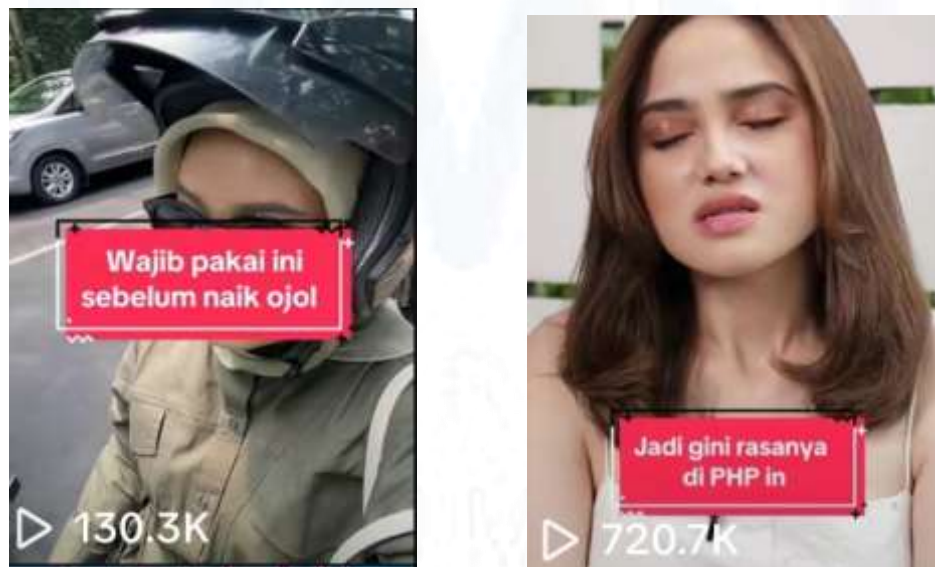 Wajib pakai ini
sebelum naik ojol
130.3K
Jadi gini rasanya
di PHP in
720.7K